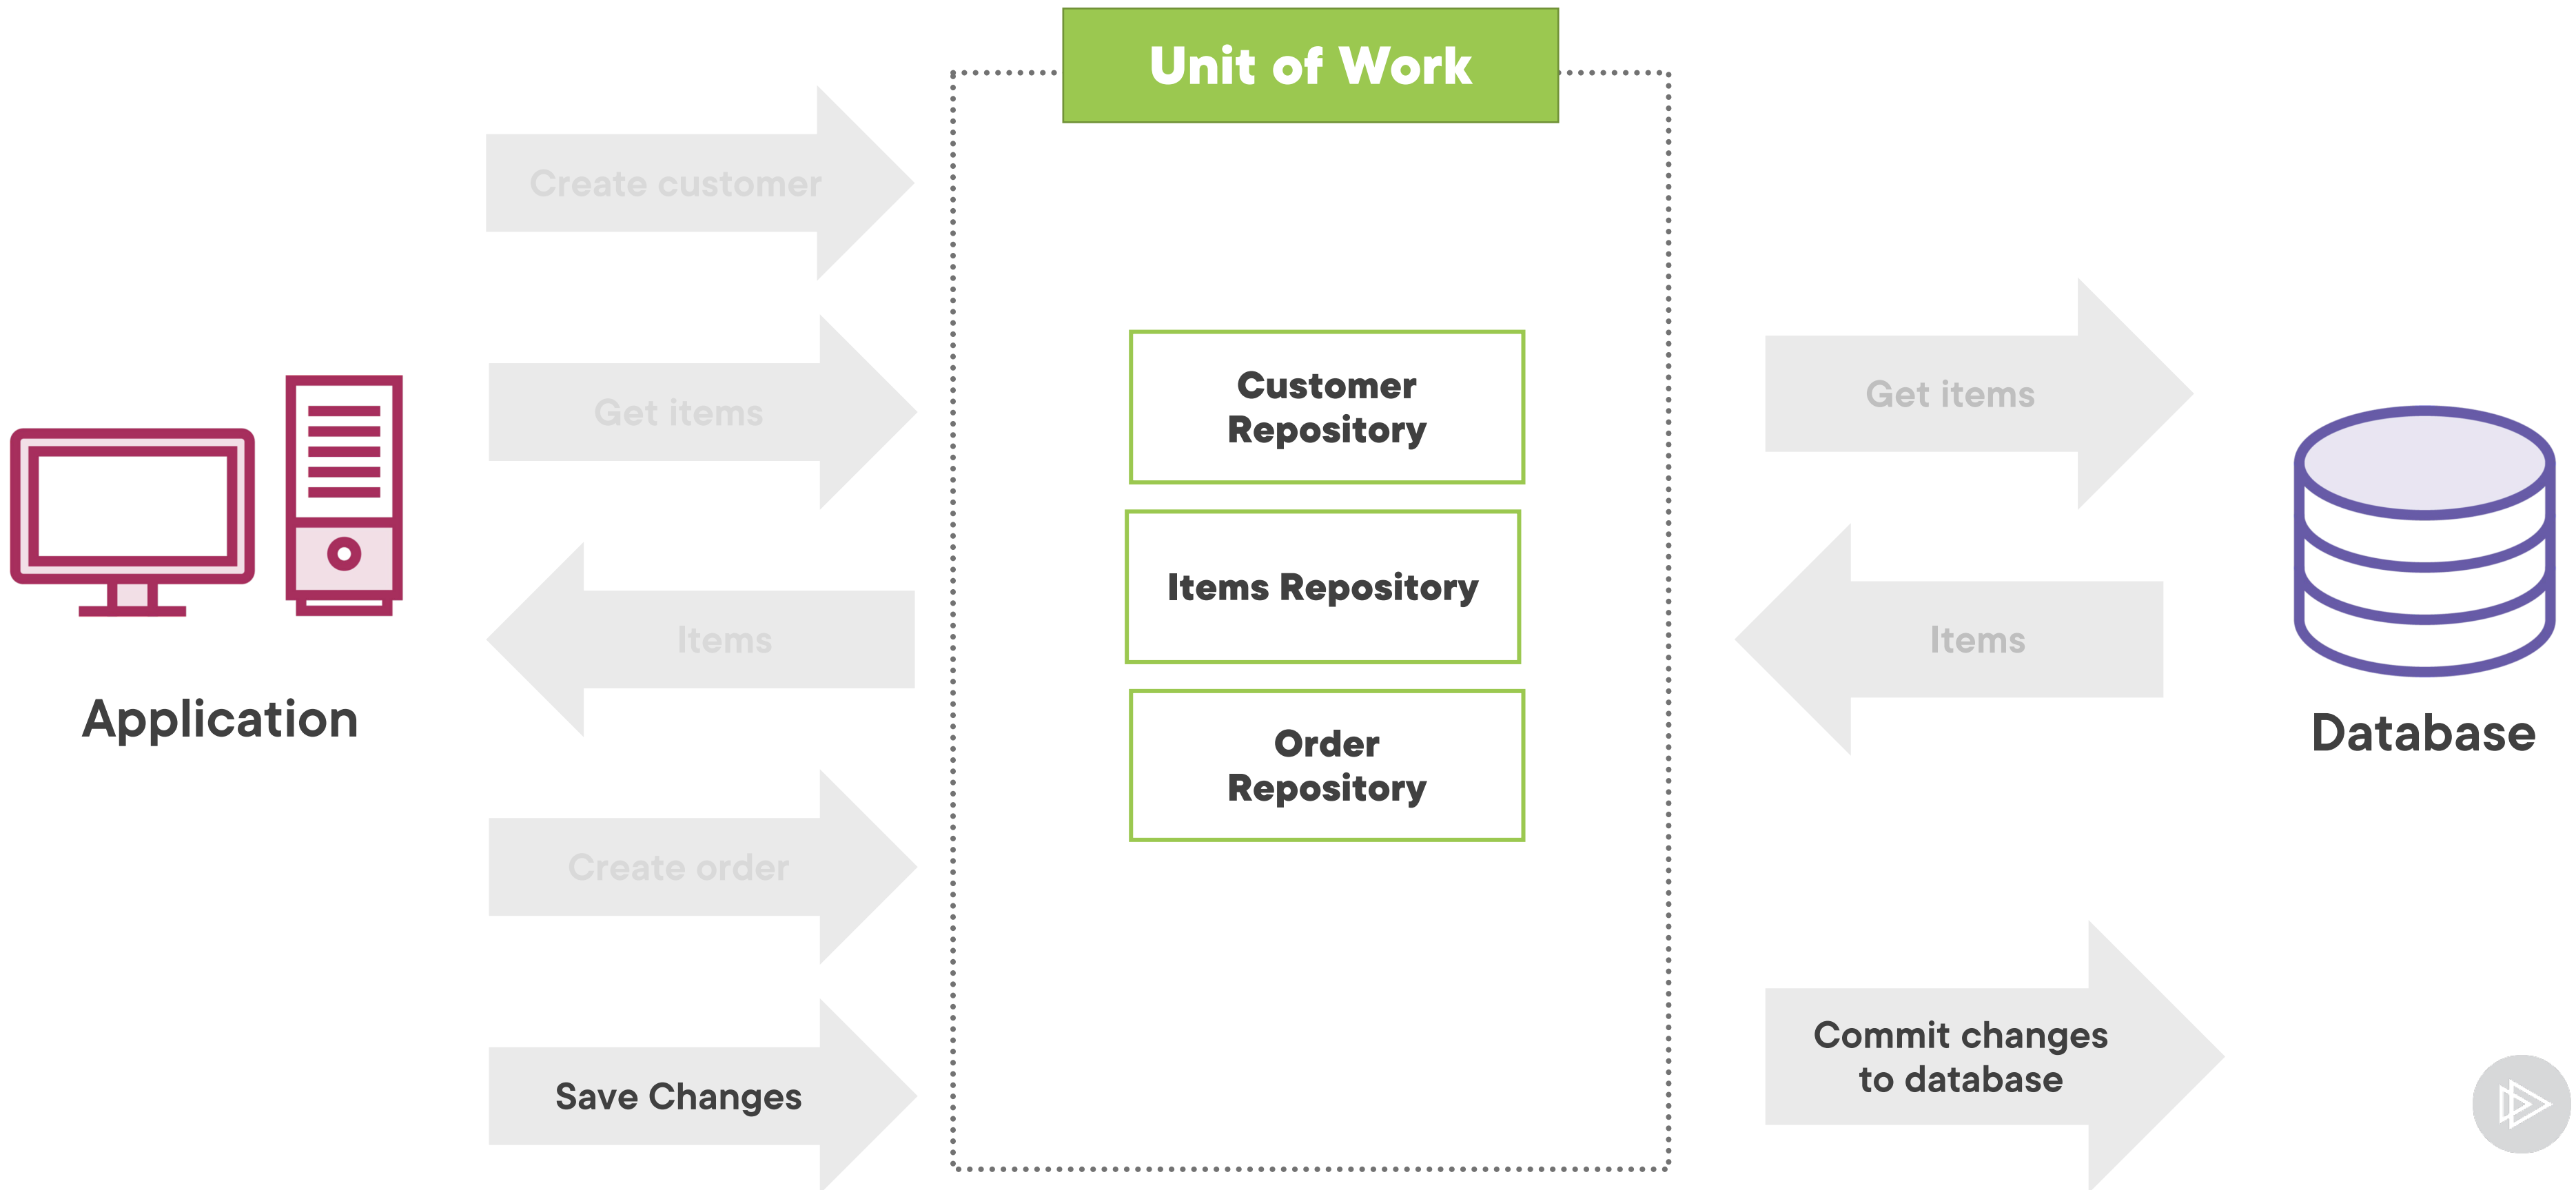 Unit of Work
Create customer
Get items
Items
Create order
Save Changes
Application
Customer
Repository
Items Repository
Order
Repository
Get items
Items
Commit changes
to database
Database